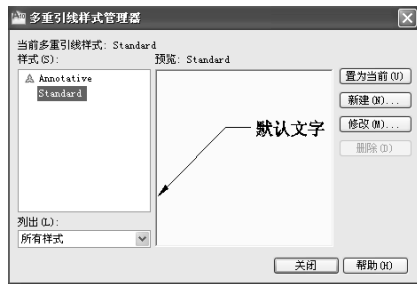 多重引线样式管理器
当前多重引线样式: Standard
样式(S):
预览: Standard
Annotative
Standard
默认文字
置为当前(U)
新建(N)...
修改(M)...
删除(D)
列出(L):
所有样式
关闭
帮助(H)